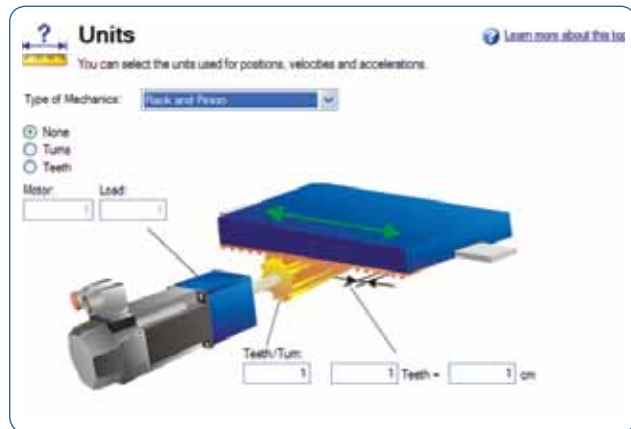 ?
Units
Learn more about this top
You can select the units used for positions, velocities and accelerations.
Type of Mechanics: Rack and Pinion
None
Turns
Teeth
Motor: Load:
1 1
Teeth/Turn:
1 1 Teeth = 1 cm